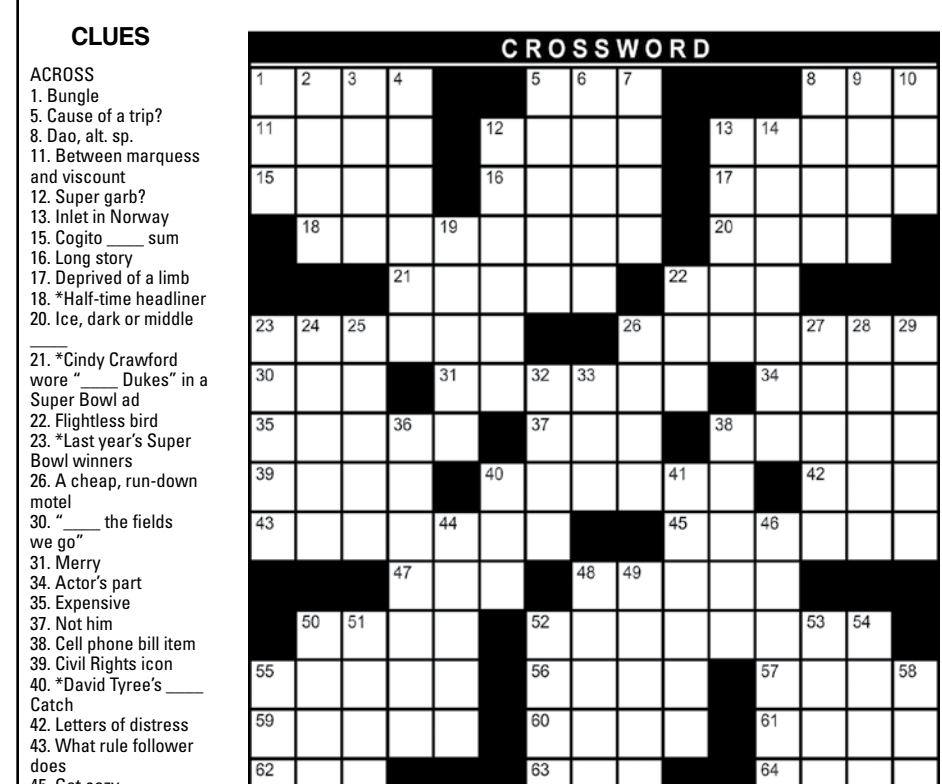 CLUES
ACROSS
1. Bungle
5. Cause of a trip?
8. Dao, alt. sp.
11. Between marquess
and viscount
12. Super garb?
13. Inlet in Norway
15. Cogito ____ sum
16. Long story
17. Deprived of a limb
18. *Half-time headliner
20. Ice, dark or middle
____
21. *Cindy Crawford
wore “____ Dukes” in a
Super Bowl ad
22. Flightless bird
23. *Last year’s Super
Bowl winners
26. A cheap, run-down
motel
30. “____ the fields
we go”
31. Merry
34. Actor’s part
35. Expensive
37. Not him
38. Cell phone bill item
39. Civil Rights icon
40. *David Tyree’s ____
Catch
42. Letters of distress
43. What rule follower
does
45. Get cozy
CROSSWORD
1 2 3 4 5 6 7 8 9 10
11 12 13 14
15 16 17
18 19 20
21 22
23 24 25 26 27 28 29
30 31 32 33 34
35 36 37 38
39 40 41 42
43 44 45 46
47 48 49
50 51 52 53 54
55 56 57 58
59 60 61
62 63 64